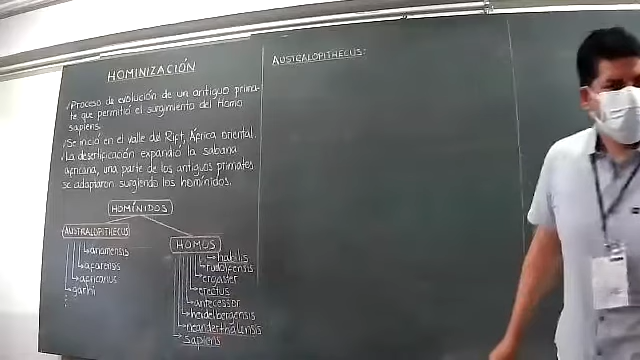 HOMINIZACIÓN
Proceso de evolución de un antiguo prima-
te que permitió el surgimiento del Homo
sapiens.
Se inició en el valle del Rift, África oriental.
La desertificación expandió la sabana
africana, una parte de los antiguos primates
se adaptaron surgiendo los homínidos.
HOMÍNIDOS
AUSTRALOPITHECUS
anamensis
afarensis
africanus
garhi
HOMOS
habilis
rudolfensis
ergaster
erectus
antecessor
heidelbergensis
neanderthalensis
sapiens
AUSTRALOPITHECUS: